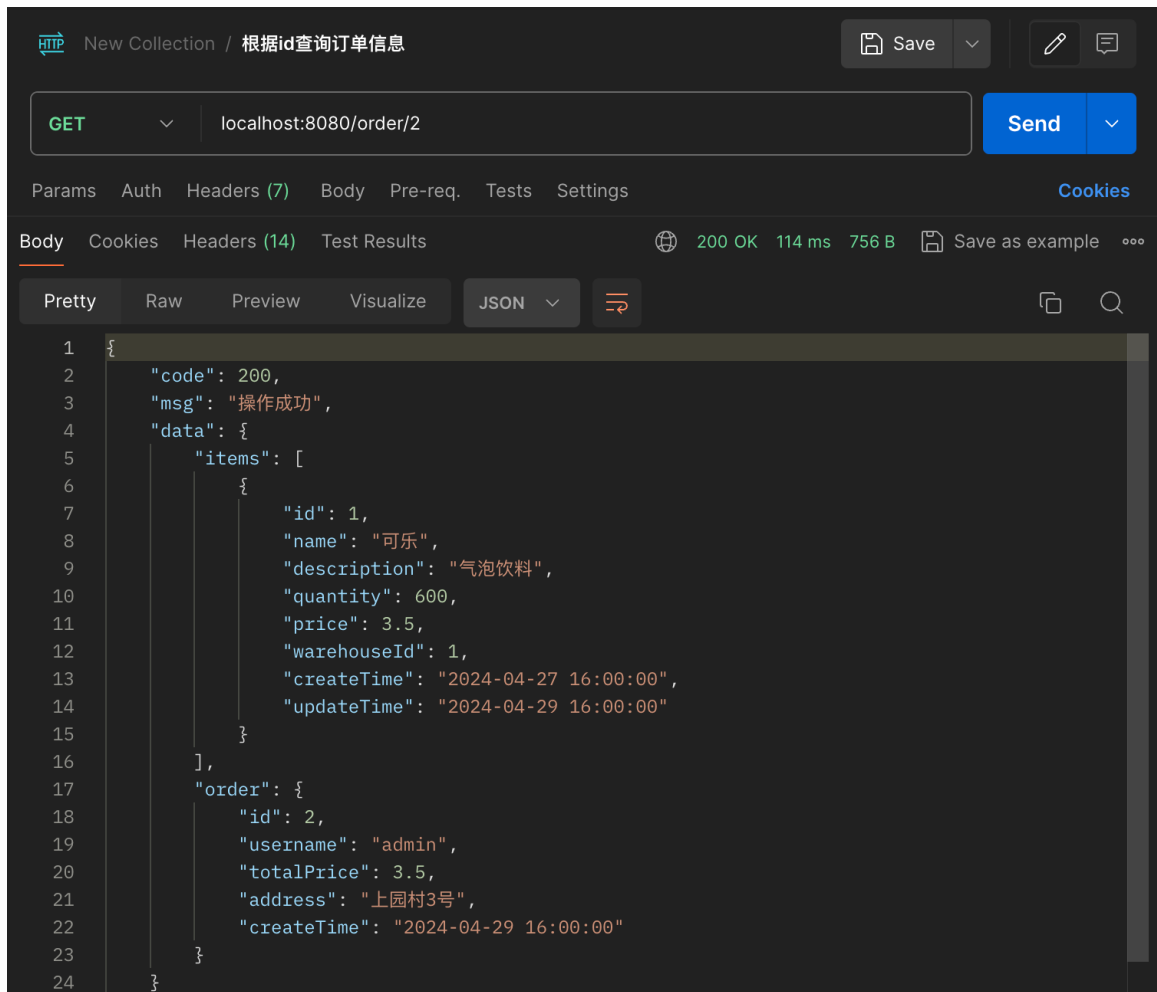 HTTP New Collection / 根据id查询订单信息 Save
GET localhost:8080/order/2 Send
Params Auth Headers (7) Body Pre-req. Tests Settings Cookies
Body Cookies Headers (14) Test Results 200 OK 114 ms 756 B Save as example
Pretty Raw Preview Visualize JSON
1 {
2 "code": 200,
3 "msg": "操作成功",
4 "data": {
5 "items": [
6 {
7 "id": 1,
8 "name": "可乐",
9 "description": "气泡饮料",
10 "quantity": 600,
11 "price": 3.5,
12 "warehouseId": 1,
13 "createTime": "2024-04-27 16:00:00",
14 "updateTime": "2024-04-29 16:00:00"
15 }
16 ],
17 "order": {
18 "id": 2,
19 "username": "admin",
20 "totalPrice": 3.5,
21 "address": "上园村3号",
22 "createTime": "2024-04-29 16:00:00"
23 }
24 }